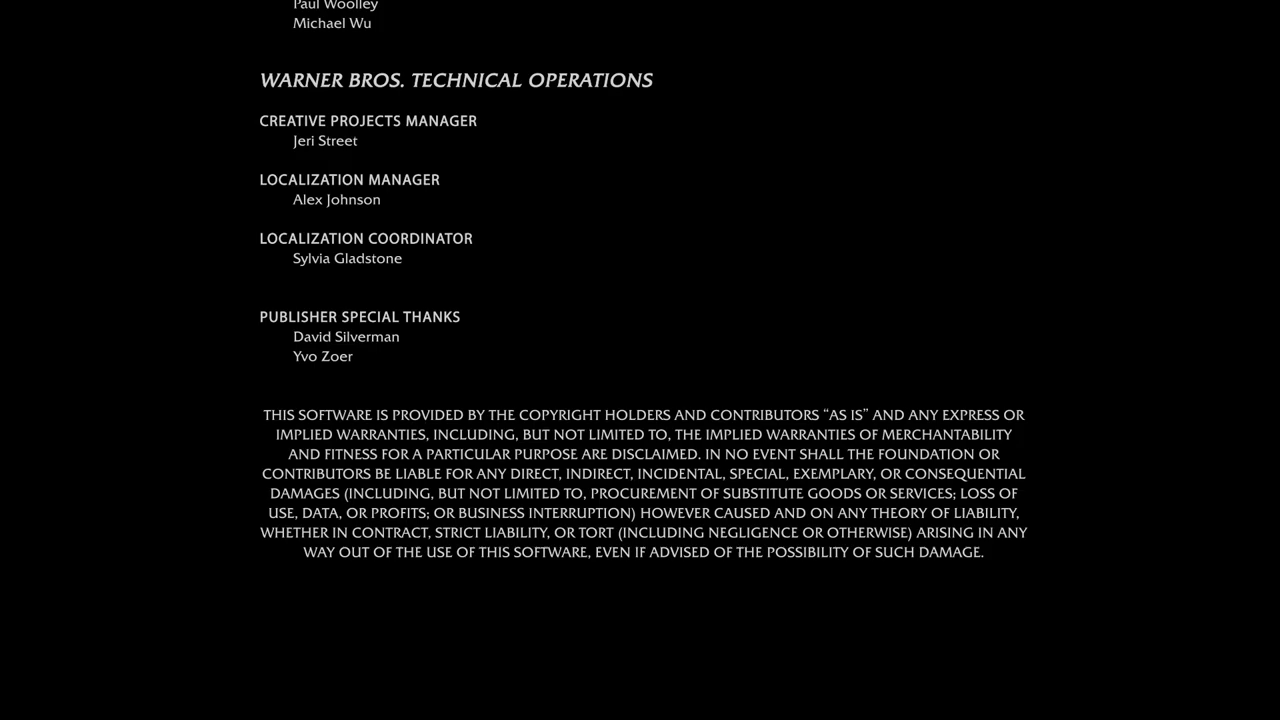 Paul Woolley
Michael Wu
WARNER BROS. TECHNICAL OPERATIONS
CREATIVE PROJECTS MANAGER
Jeri Street
LOCALIZATION MANAGER
Alex Johnson
LOCALIZATION COORDINATOR
Sylvia Gladstone
PUBLISHER SPECIAL THANKS
David Silverman
Yvo Zoer
THIS SOFTWARE IS PROVIDED BY THE COPYRIGHT HOLDERS AND CONTRIBUTORS “AS IS” AND ANY EXPRESS OR
IMPLIED WARRANTIES, INCLUDING, BUT NOT LIMITED TO, THE IMPLIED WARRANTIES OF MERCHANTABILITY
AND FITNESS FOR A PARTICULAR PURPOSE ARE DISCLAIMED. IN NO EVENT SHALL THE FOUNDATION OR
CONTRIBUTORS BE LIABLE FOR ANY DIRECT, INDIRECT, INCIDENTAL, SPECIAL, EXEMPLARY, OR CONSEQUENTIAL
DAMAGES (INCLUDING, BUT NOT LIMITED TO, PROCUREMENT OF SUBSTITUTE GOODS OR SERVICES; LOSS OF
USE, DATA, OR PROFITS; OR BUSINESS INTERRUPTION) HOWEVER CAUSED AND ON ANY THEORY OF LIABILITY,
WHETHER IN CONTRACT, STRICT LIABILITY, OR TORT (INCLUDING NEGLIGENCE OR OTHERWISE) ARISING IN ANY
WAY OUT OF THE USE OF THIS SOFTWARE, EVEN IF ADVISED OF THE POSSIBILITY OF SUCH DAMAGE.